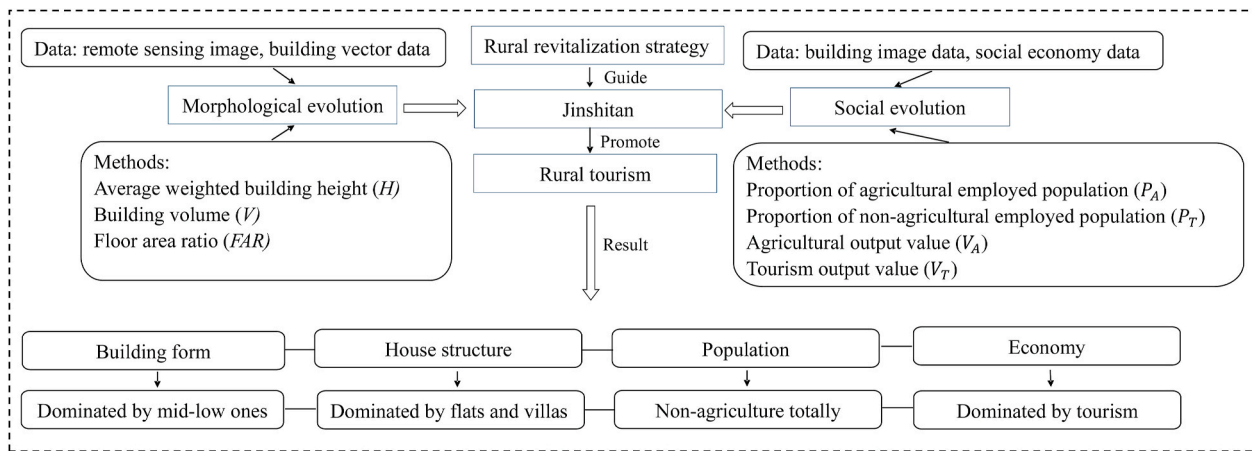 Data: remote sensing image, building vector data
Rural revitalization strategy
Data: building image data, social economy data
Guide
Morphological evolution
Jinshitan
Social evolution
Promote
Rural tourism
Methods:
Average weighted building height (H)
Building volume (V)
Floor area ratio (FAR)
Methods:
Proportion of agricultural employed population (P_A)
Proportion of non-agricultural employed population (P_T)
Agricultural output value (V_A)
Tourism output value (V_T)
Result
Building form
House structure
Population
Economy
Dominated by mid-low ones
Dominated by flats and villas
Non-agriculture totally
Dominated by tourism